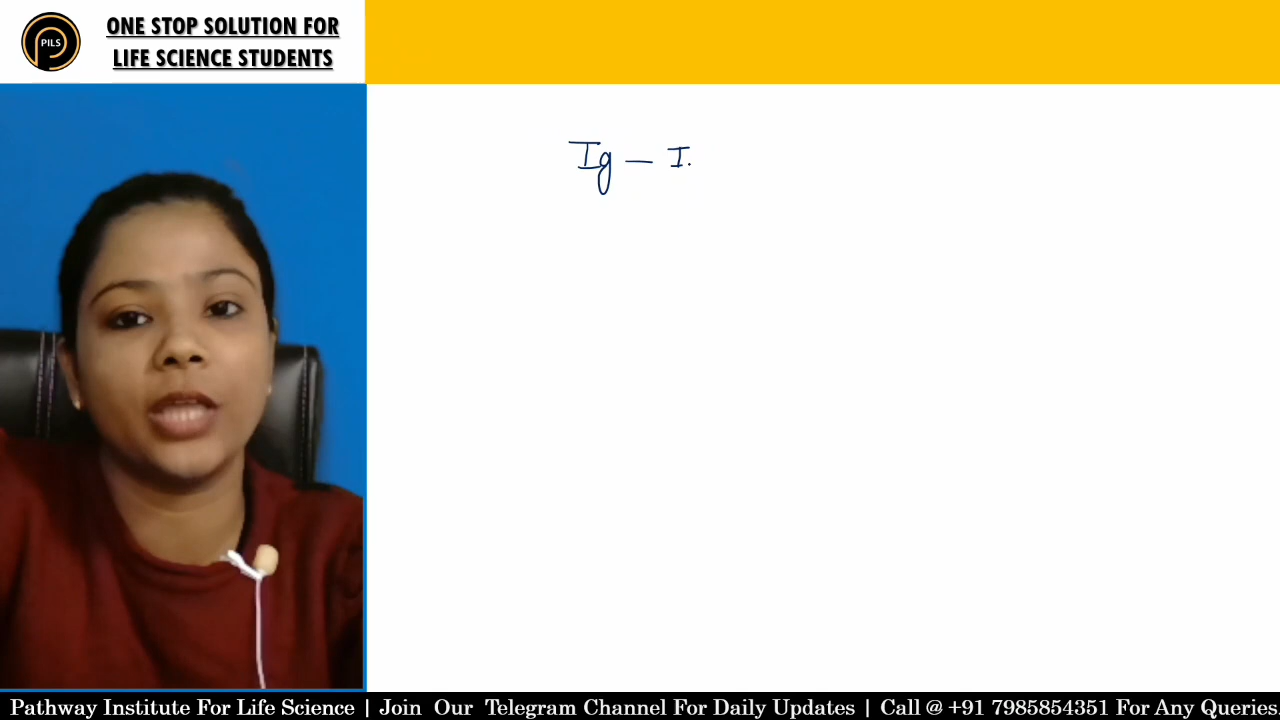 PILS
ONE STOP SOLUTION FOR
LIFE SCIENCE STUDENTS
Ig – I.
Pathway Institute For Life Science | Join Our Telegram Channel For Daily Updates | Call @ +91 7985854351 For Any Queries